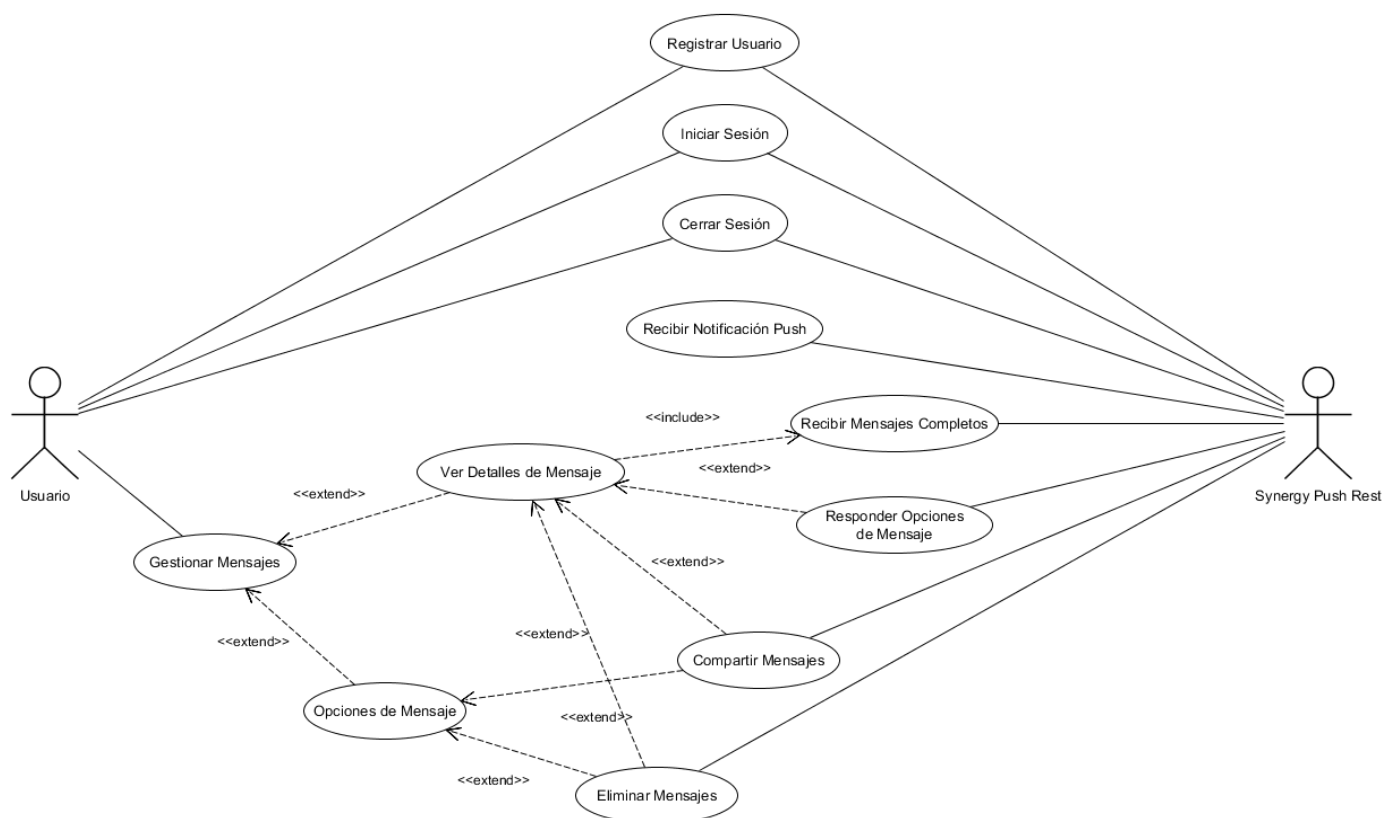 Registrar Usuario
Iniciar Sesión
Cerrar Sesión
Recibir Notificación Push
<<include>>
Recibir Mensajes Completos
Ver Detalles de Mensaje
<<extend>>
<<extend>>
Usuario
Synergy Push Rest
Responder Opciones
de Mensaje
Gestionar Mensajes
<<extend>>
<<extend>>
<<extend>>
Compartir Mensajes
Opciones de Mensaje
<<extend>>
<<extend>>
Eliminar Mensajes